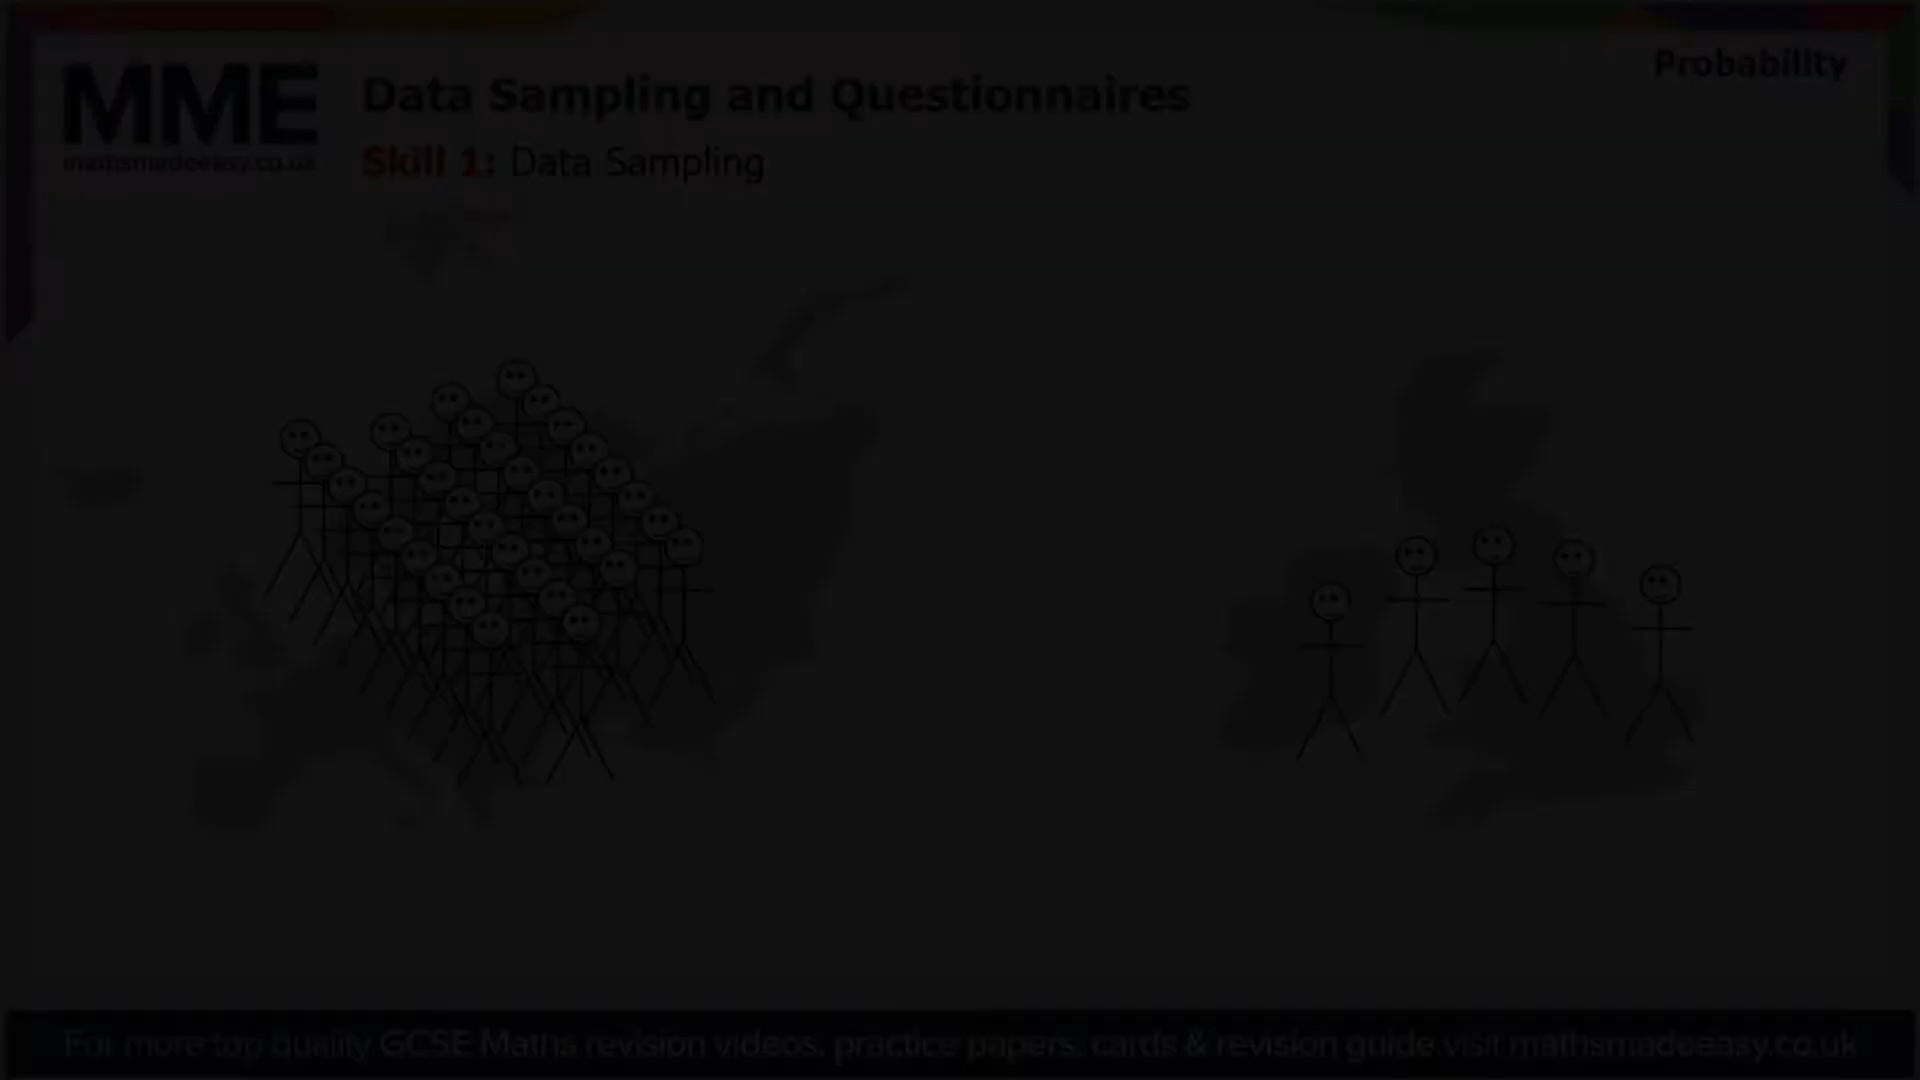 MME
mathsmadeeasy.co.uk
Data Sampling and Questionnaires
Skill 1: Data Sampling
Probability
For more top quality GCSE Maths revision videos, practice papers, cards & revision guide visit mathsmadeeasy.co.uk